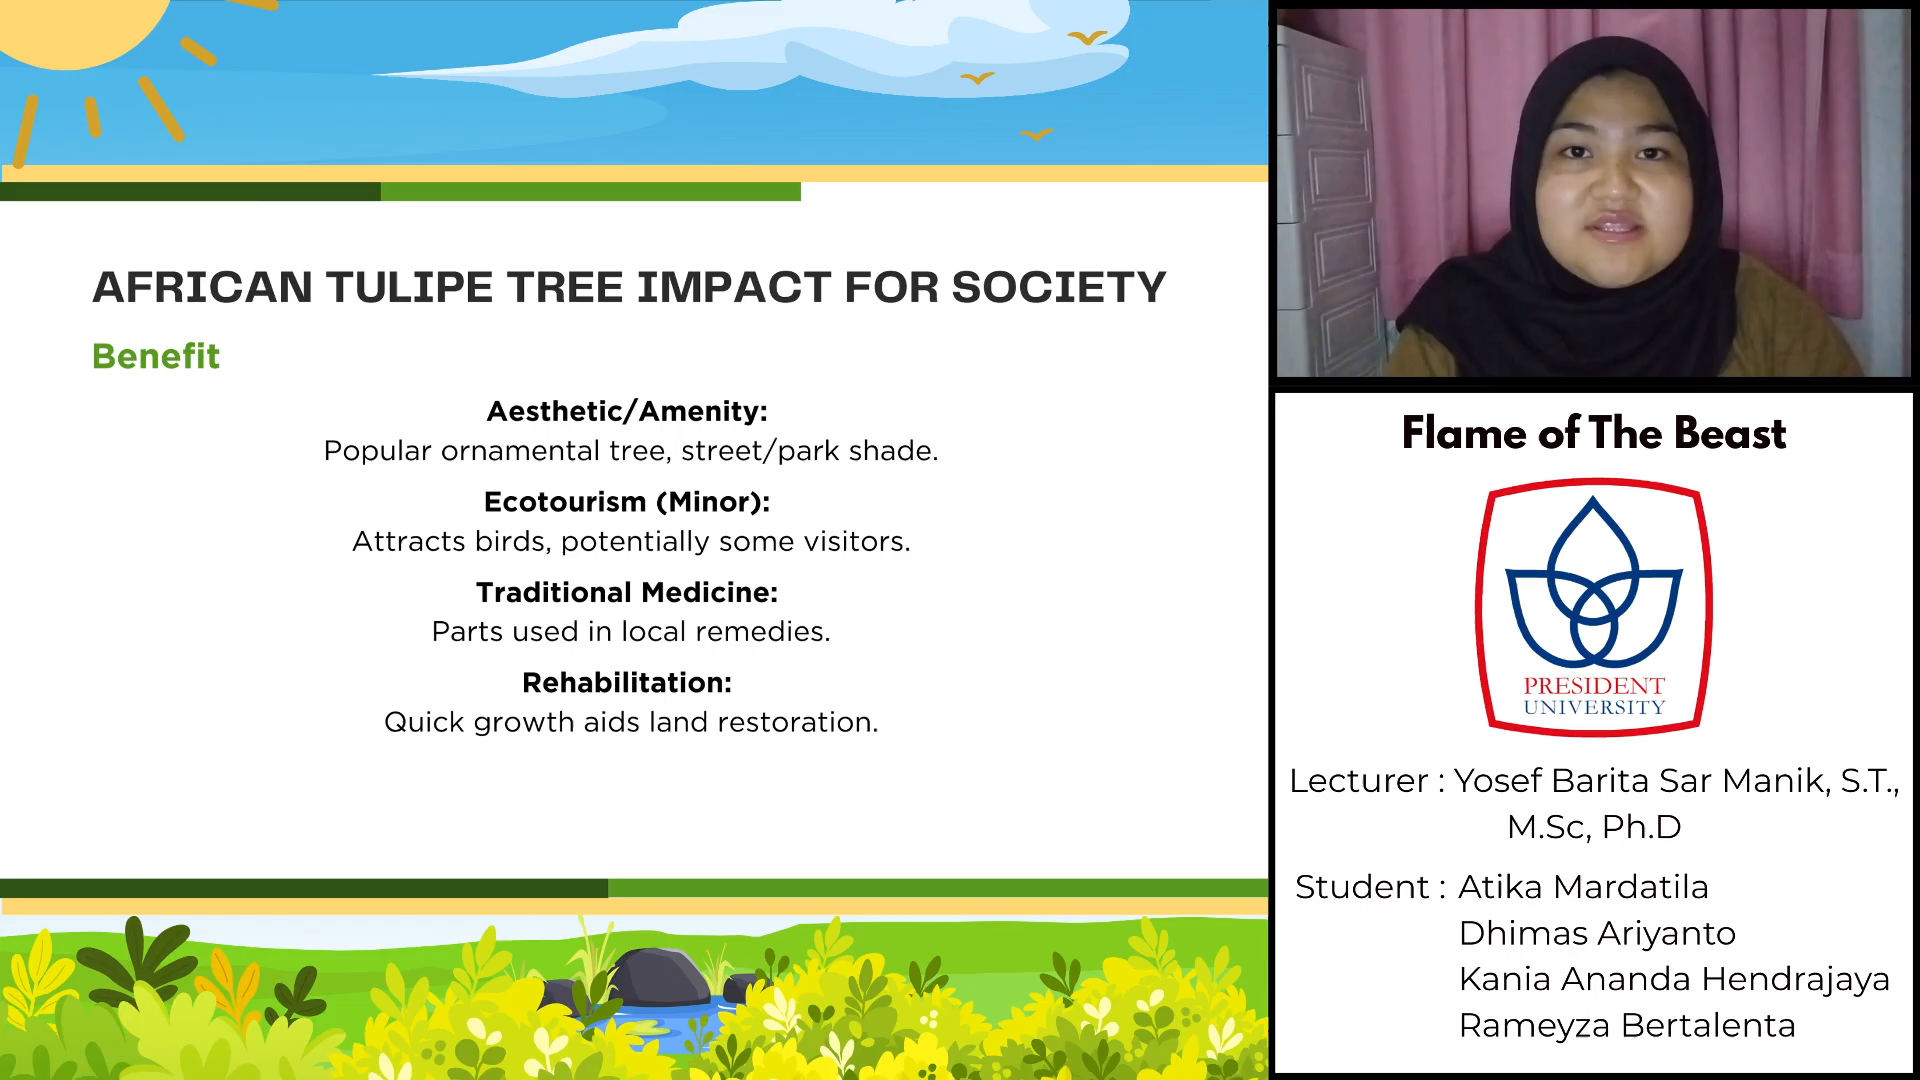 AFRICAN TULIPE TREE IMPACT FOR SOCIETY
Benefit
Aesthetic/Amenity:
Popular ornamental tree, street/park shade.
Ecotourism (Minor):
Attracts birds, potentially some visitors.
Traditional Medicine:
Parts used in local remedies.
Rehabilitation:
Quick growth aids land restoration.
Flame of The Beast
PRESIDENT
UNIVERSITY
Lecturer : Yosef Barita Sar Manik, S.T.,
M.Sc, Ph.D
Student : Atika Mardatila
Dhimas Ariyanto
Kania Ananda Hendrajaya
Rameyza Bertalenta